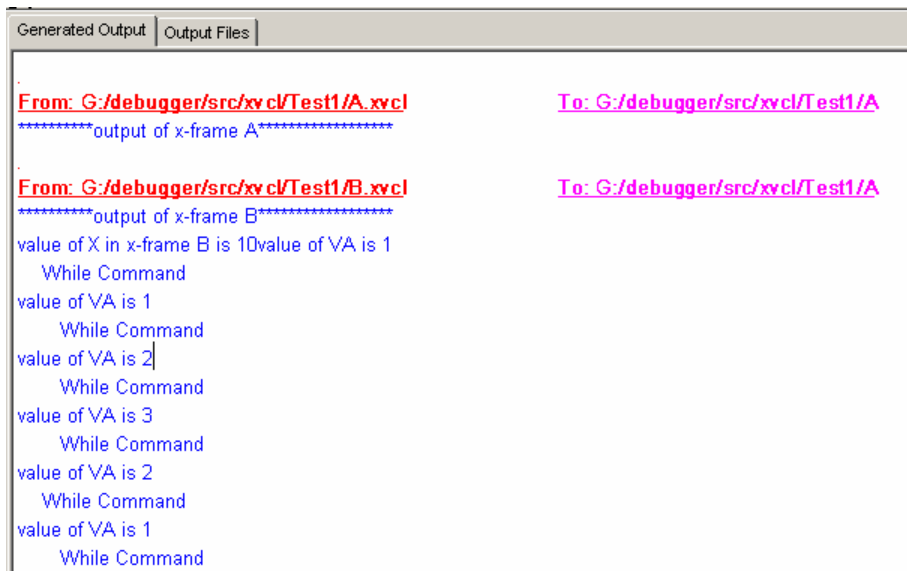 Generated Output Output Files
.
From: G:/debugger/src/xvcl/Test1/A.xvcl To: G:/debugger/src/xvcl/Test1/A
**********output of x-frame A******************
.
From: G:/debugger/src/xvcl/Test1/B.xvcl To: G:/debugger/src/xvcl/Test1/A
**********output of x-frame B******************
value of X in x-frame B is 10value of VA is 1
While Command
value of VA is 1
While Command
value of VA is 2
While Command
value of VA is 3
While Command
value of VA is 2
While Command
value of VA is 1
While Command